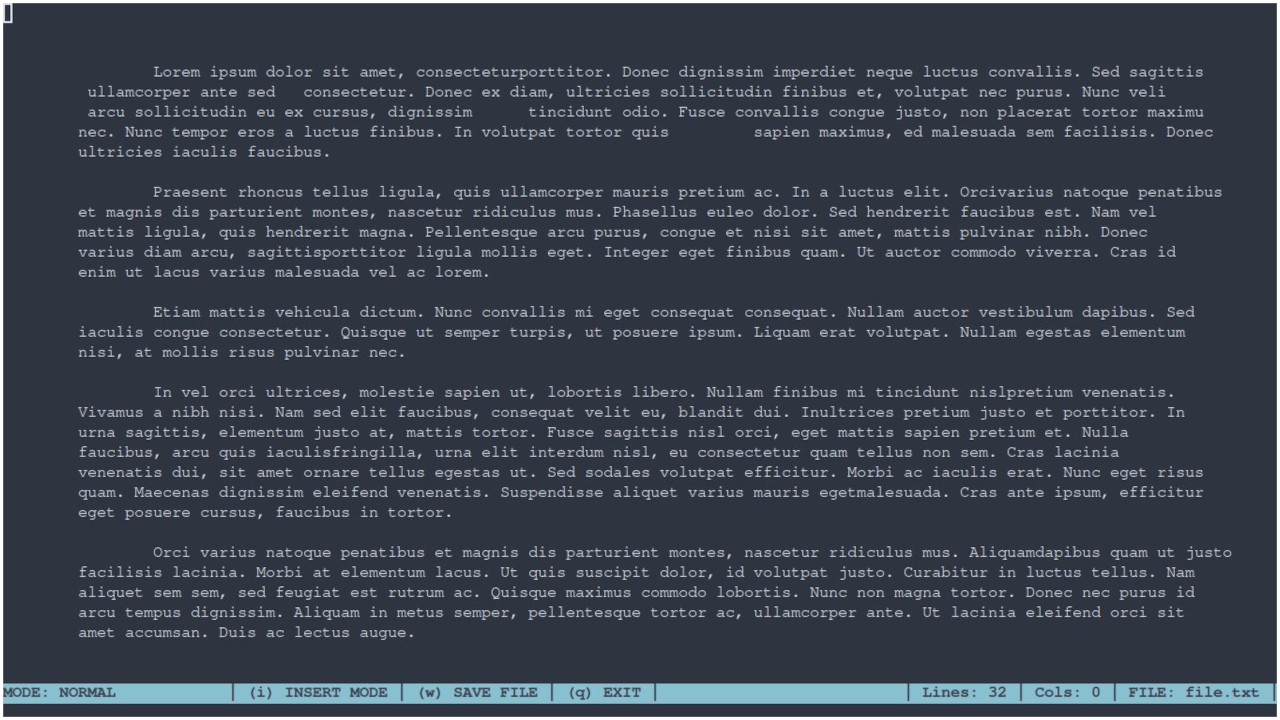 Lorem ipsum dolor sit amet, consecteturporttitor. Donec dignissim imperdiet neque luctus convallis. Sed sagittis
ullamcorper ante sed   consectetur. Donec ex diam, ultricies sollicitudin finibus et, volutpat nec purus. Nunc veli
arcu sollicitudin eu ex cursus, dignissim      tincidunt odio. Fusce convallis congue justo, non placerat tortor maximu
nec. Nunc tempor eros a luctus finibus. In volutpat tortor quis         sapien maximus, ed malesuada sem facilisis. Donec
ultricies iaculis faucibus.
Praesent rhoncus tellus ligula, quis ullamcorper mauris pretium ac. In a luctus elit. Orcivarius natoque penatibus
et magnis dis parturient montes, nascetur ridiculus mus. Phasellus euleo dolor. Sed hendrerit faucibus est. Nam vel
mattis ligula, quis hendrerit magna. Pellentesque arcu purus, congue et nisi sit amet, mattis pulvinar nibh. Donec
varius diam arcu, sagittisporttitor ligula mollis eget. Integer eget finibus quam. Ut auctor commodo viverra. Cras id
enim ut lacus varius malesuada vel ac lorem.
Etiam mattis vehicula dictum. Nunc convallis mi eget consequat consequat. Nullam auctor vestibulum dapibus. Sed
iaculis congue consectetur. Quisque ut semper turpis, ut posuere ipsum. Liquam erat volutpat. Nullam egestas elementum
nisi, at mollis risus pulvinar nec.
In vel orci ultrices, molestie sapien ut, lobortis libero. Nullam finibus mi tincidunt nislpretium venenatis.
Vivamus a nibh nisi. Nam sed elit faucibus, consequat velit eu, blandit dui. Inultrices pretium justo et porttitor. In
urna sagittis, elementum justo at, mattis tortor. Fusce sagittis nisl orci, eget mattis sapien pretium et. Nulla
faucibus, arcu quis iaculisfringilla, urna elit interdum nisl, eu consectetur quam tellus non sem. Cras lacinia
venenatis dui, sit amet ornare tellus egestas ut. Sed sodales volutpat efficitur. Morbi ac iaculis erat. Nunc eget risus
quam. Maecenas dignissim eleifend venenatis. Suspendisse aliquet varius mauris egetmalesuada. Cras ante ipsum, efficitur
eget posuere cursus, faucibus in tortor.
Orci varius natoque penatibus et magnis dis parturient montes, nascetur ridiculus mus. Aliquamdapibus quam ut justo
facilisis lacinia. Morbi at elementum lacus. Ut quis suscipit dolor, id volutpat justo. Curabitur in luctus tellus. Nam
aliquet sem sem, sed feugiat est rutrum ac. Quisque maximus commodo lobortis. Nunc non magna tortor. Donec nec purus id
arcu tempus dignissim. Aliquam in metus semper, pellentesque tortor ac, ullamcorper ante. Ut lacinia eleifend orci sit
amet accumsan. Duis ac lectus augue.
MODE: NORMAL | (i) INSERT MODE | (w) SAVE FILE | (q) EXIT | | Lines: 32 | Cols: 0 | FILE: file.txt |